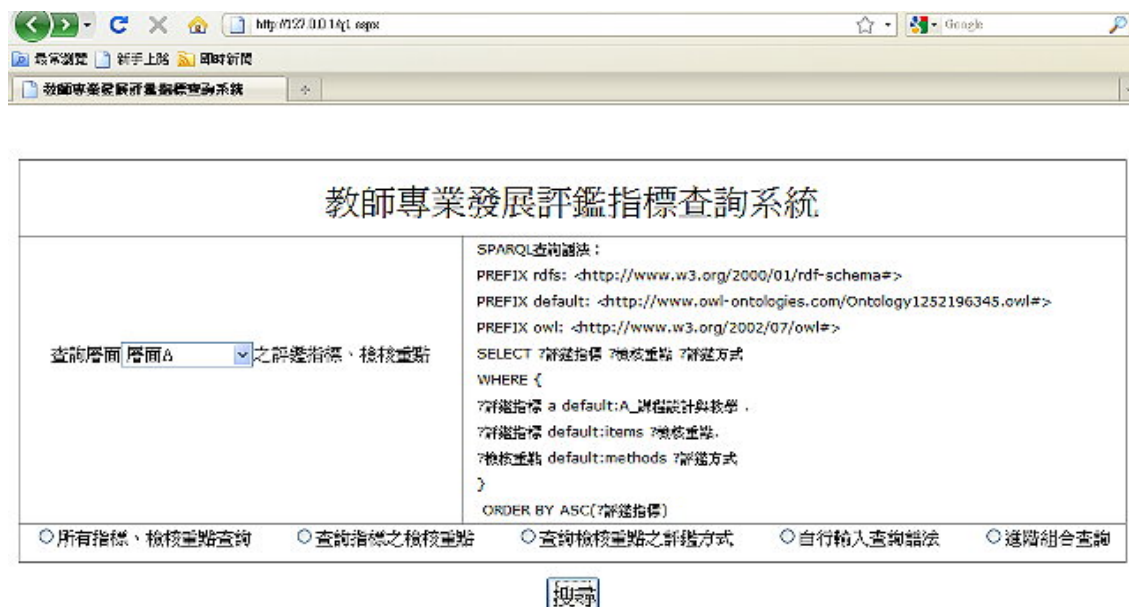 http://127.0.0.1/q1.aspx
Google
最常瀏覽 新手上路 即時新聞
教師專業發展評鑑指標查詢系統
教師專業發展評鑑指標查詢系統
SPARQL查詢語法：
PREFIX rdfs: <http://www.w3.org/2000/01/rdf-schema#>
PREFIX default: <http://www.owl-ontologies.com/Ontology1252196345.owl#>
PREFIX owl: <http://www.w3.org/2002/07/owl#>
查詢層面 層面A 之評鑑指標、檢核重點
SELECT ?評鑑指標 ?檢核重點 ?評鑑方式
WHERE {
?評鑑指標 a default:A_課程設計與教學 .
?評鑑指標 default:items ?檢核重點.
?檢核重點 default:methods ?評鑑方式
}
ORDER BY ASC(?評鑑指標)
所有指標、檢核重點查詢 查詢指標之檢核重點 查詢檢核重點之評鑑方式 自行輸入查詢語法 進階組合查詢
搜尋